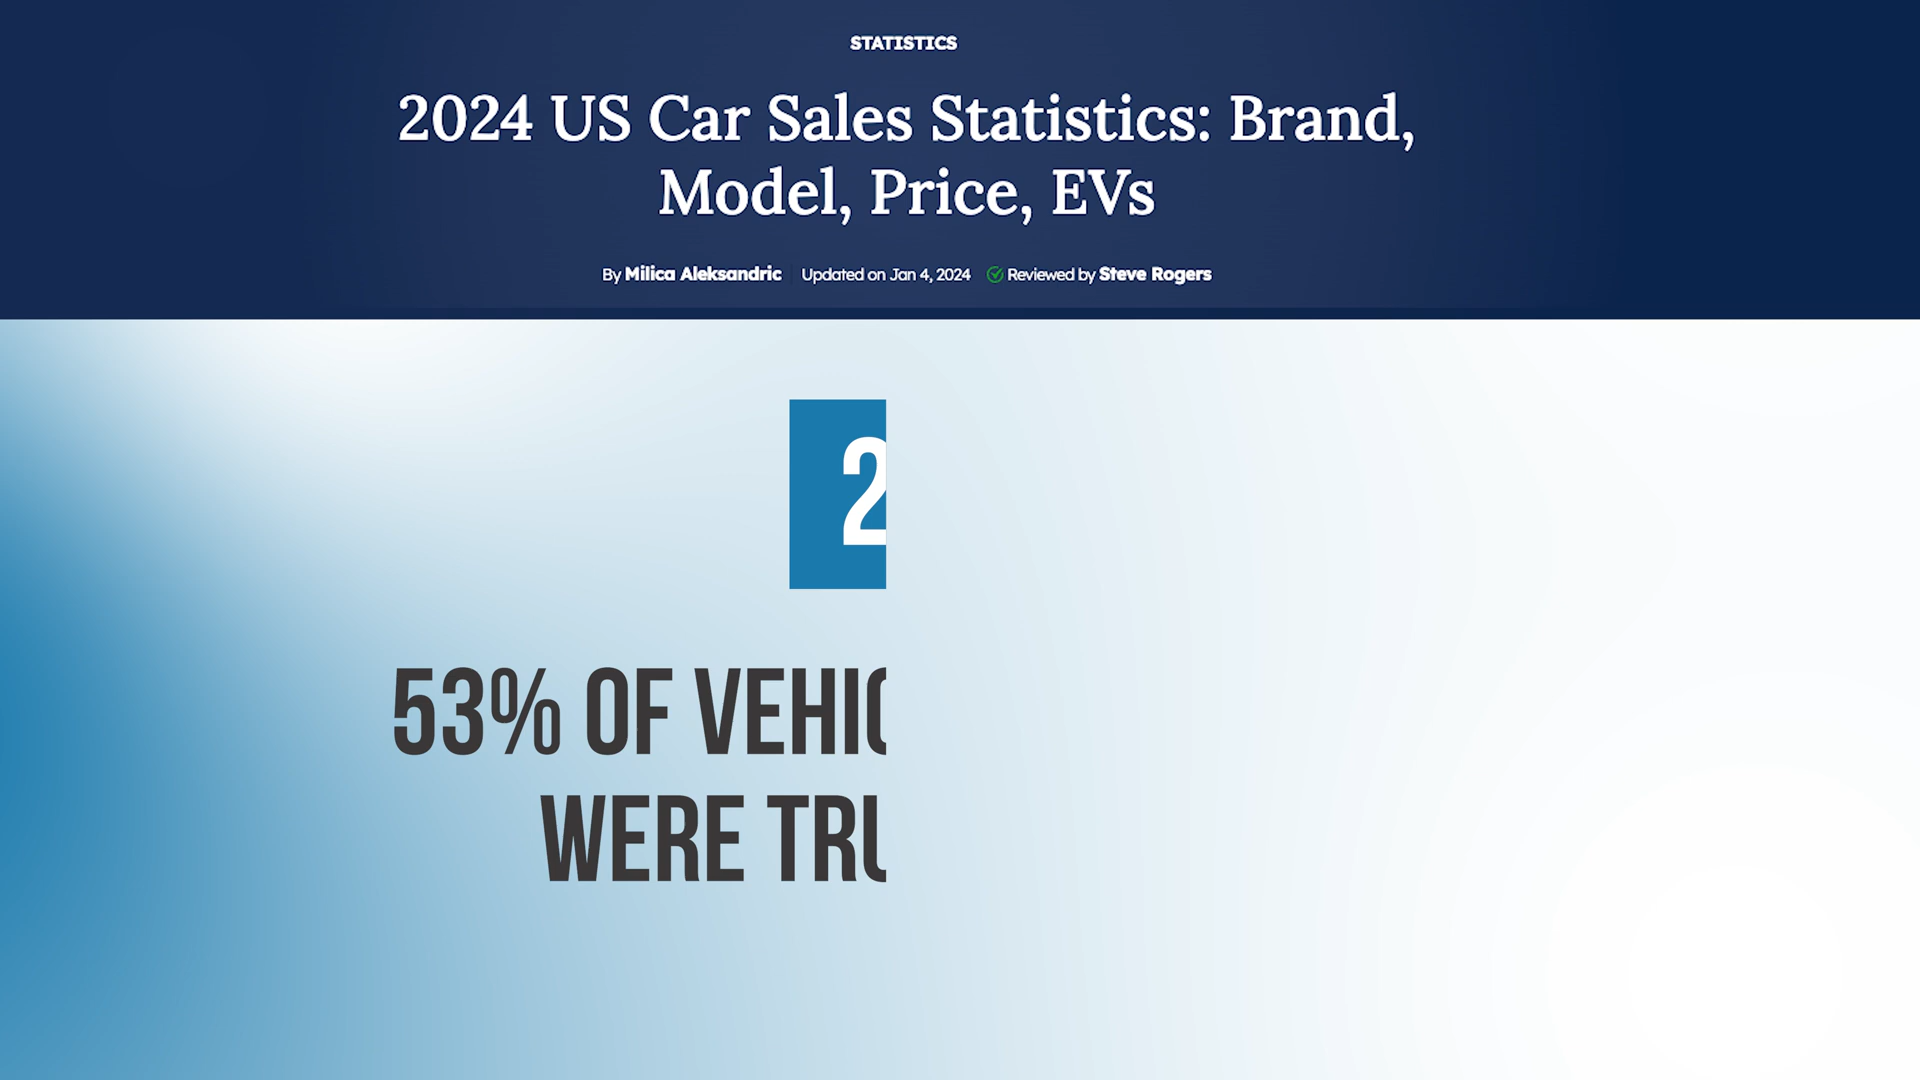 STATISTICS
2024 US Car Sales Statistics: Brand,
Model, Price, EVs
By Milica Aleksandric Updated on Jan 4, 2024 Reviewed by Steve Rogers
2
53% OF
WERE